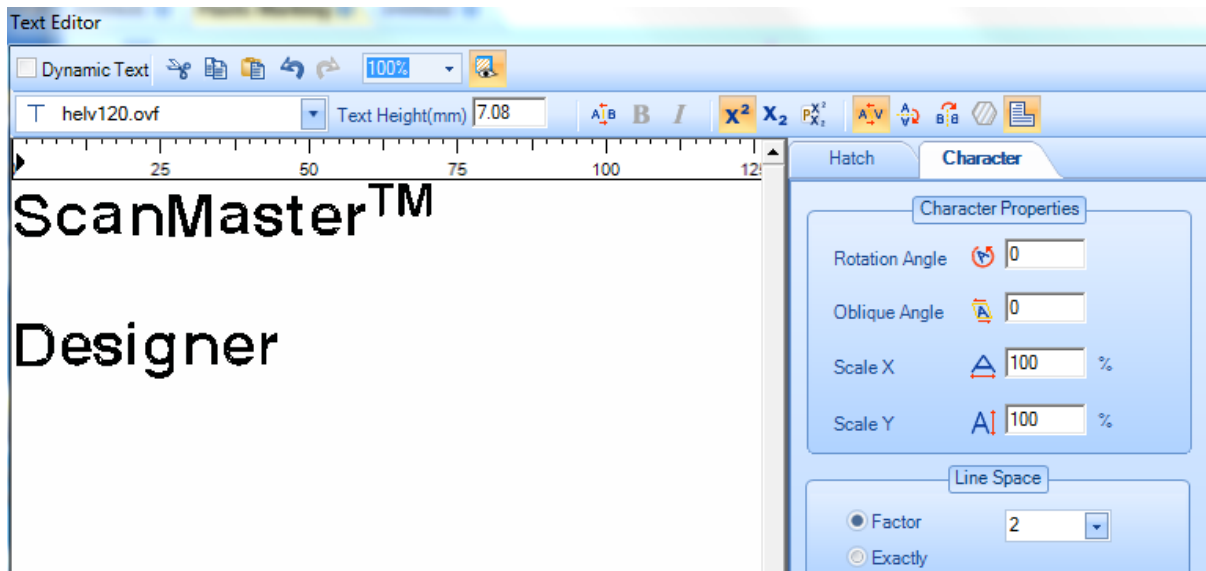 Text Editor
Dynamic Text 100%
helv120.ovf Text Height(mm) 7.08 A B B I X² X₂ P X² X₂ A V A V B B
25 50 75 100
ScanMaster™
Designer
Hatch Character
Character Properties
Rotation Angle 0
Oblique Angle 0
Scale X 100 %
Scale Y 100 %
Line Space
Factor 2
Exactly